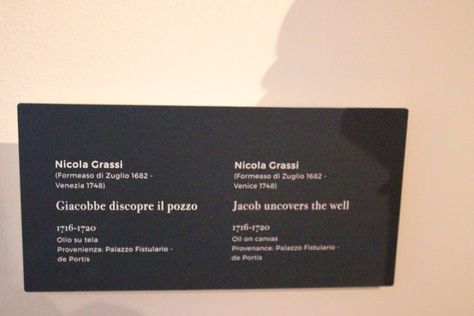 Nicola Grassi
(Formeaso di Zuglio 1682 -
Venezia 1748)
Giacobbe discopre il pozzo
1716-1720
Olio su tela
Provenienza: Palazzo Fistulario -
de Portis
Nicola Grassi
(Formeaso di Zuglio 1682 -
Venice 1748)
Jacob uncovers the well
1716-1720
Oil on canvas
Provenance: Palazzo Fistulario -
de Portis